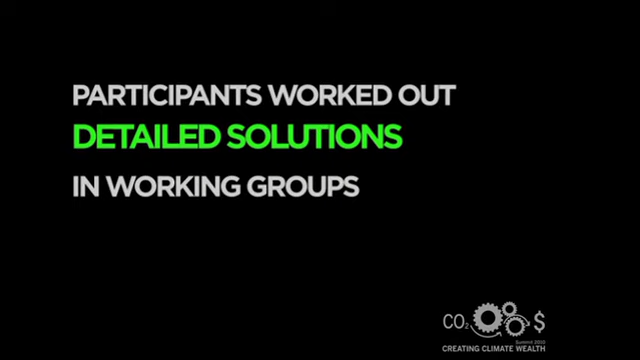 PARTICIPANTS WORKED OUT
DETAILED SOLUTIONS
IN WORKING GROUPS
CO2 $
Summit 2010
CREATING CLIMATE WEALTH